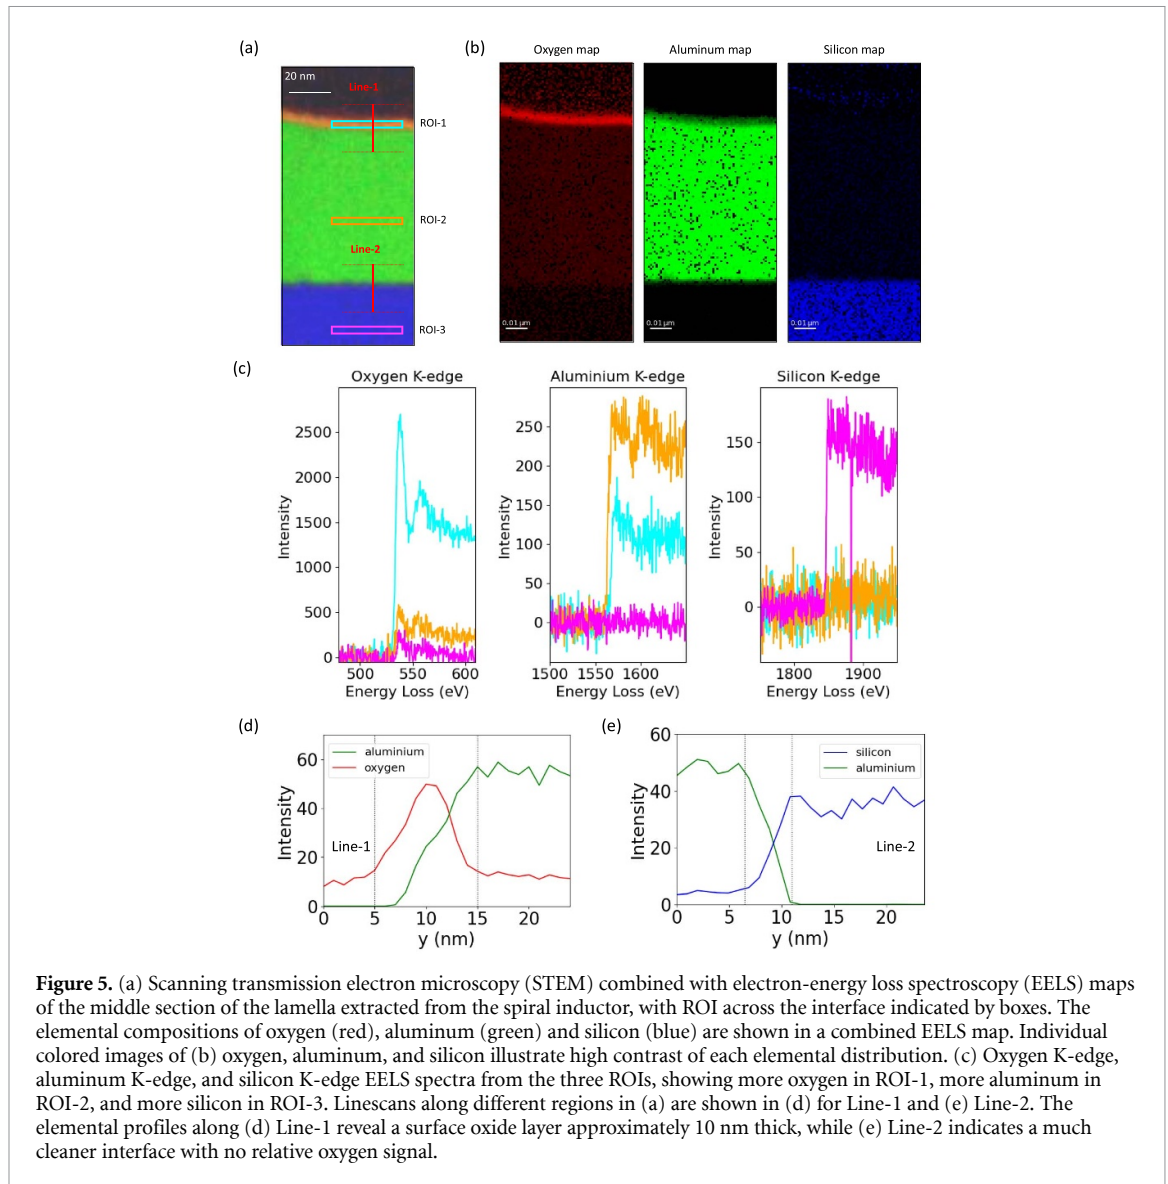 (a)
(b)
Oxygen map
Aluminum map
Silicon map
20 nm
Line-1
ROI-1
ROI-2
Line-2
ROI-3
0.01 µm
0.01 µm
0.01 µm
(c)
Oxygen K-edge
Aluminium K-edge
Silicon K-edge
Intensity
2500
2000
1500
1000
500
0
500
550
600
Energy Loss (eV)
Intensity
250
200
150
100
50
0
1500
1550
1600
Energy Loss (eV)
Intensity
150
100
50
0
1800
1900
Energy Loss (eV)
(d)
Intensity
60
40
20
0
aluminium
oxygen
Line-1
0
5
10
15
20
y (nm)
(e)
Intensity
60
40
20
0
silicon
aluminium
Line-2
0
5
10
15
20
y (nm)
Figure 5. (a) Scanning transmission electron microscopy (STEM) combined with electron-energy loss spectroscopy (EELS) maps
of the middle section of the lamella extracted from the spiral inductor, with ROI across the interface indicated by boxes. The
elemental compositions of oxygen (red), aluminum (green) and silicon (blue) are shown in a combined EELS map. Individual
colored images of (b) oxygen, aluminum, and silicon illustrate high contrast of each elemental distribution. (c) Oxygen K-edge,
aluminum K-edge, and silicon K-edge EELS spectra from the three ROIs, showing more oxygen in ROI-1, more aluminum in
ROI-2, and more silicon in ROI-3. Linescans along different regions in (a) are shown in (d) for Line-1 and (e) Line-2. The
elemental profiles along (d) Line-1 reveal a surface oxide layer approximately 10 nm thick, while (e) Line-2 indicates a much
cleaner interface with no relative oxygen signal.